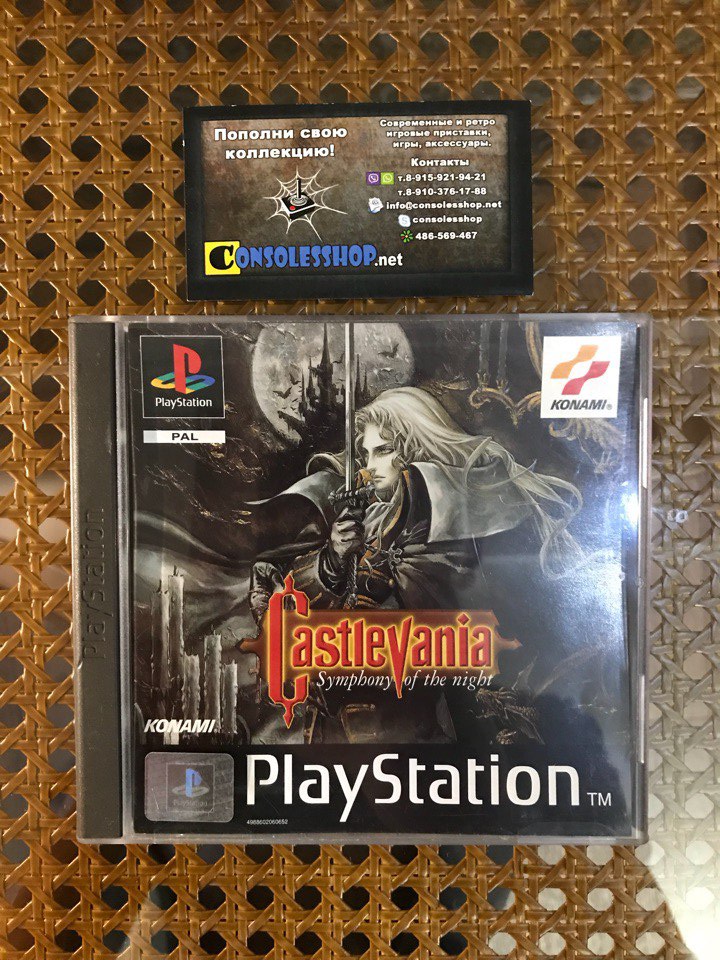 Пополни свою
коллекцию!
Современные и ретро
игровые приставки,
игры, аксессуары.
Контакты
т.8-915-921-94-21
т.8-910-376-17-88
info@consolesshop.net
consolesshop
486-569-467
CONSOLESSHOP.net
PlayStation
PAL
KONAMI®
PlayStation
Castlevania
Symphony of the night
KONAMI®
PlayStation
PlayStation™
4988602060652